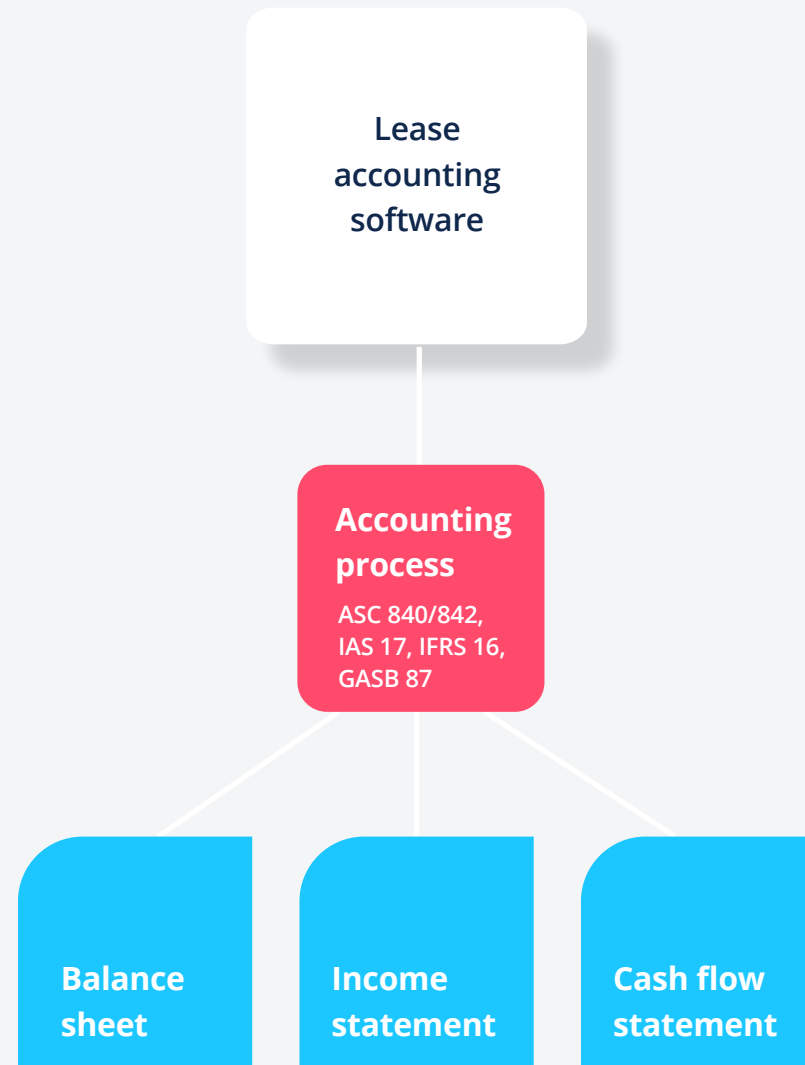 Lease
accounting
software
Accounting
process
ASC 840/842,
IAS 17, IFRS 16,
GASB 87
Balance
sheet
Income
statement
Cash flow
statement